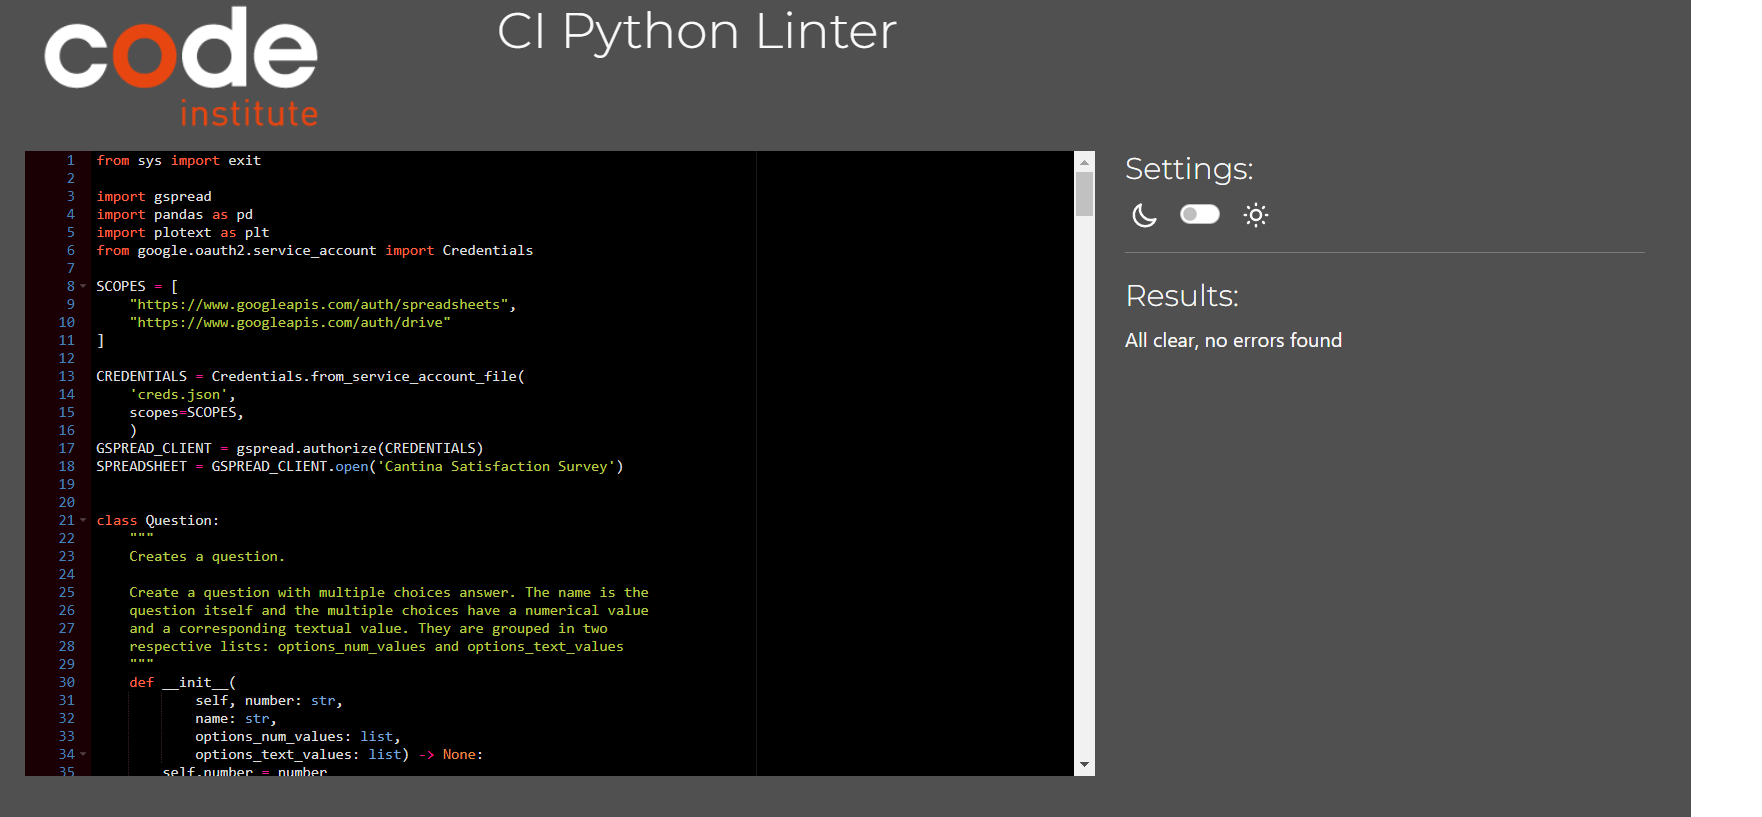 code
institute
CI Python Linter
1 from sys import exit
2
3 import gspread
4 import pandas as pd
5 import plotext as plt
6 from google.oauth2.service_account import Credentials
7
8 SCOPES = [
9     "https://www.googleapis.com/auth/spreadsheets",
10     "https://www.googleapis.com/auth/drive"
11 ]
12
13 CREDENTIALS = Credentials.from_service_account_file(
14     'creds.json',
15     scopes=SCOPES,
16     )
17 GSPREAD_CLIENT = gspread.authorize(CREDENTIALS)
18 SPREADSHEET = GSPREAD_CLIENT.open('Cantina Satisfaction Survey')
19
20
21 class Question:
22     """
23     Creates a question.
24
25     Create a question with multiple choices answer. The name is the
26     question itself and the multiple choices have a numerical value
27     and a corresponding textual value. They are grouped in two
28     respective lists: options_num_values and options_text_values
29     """
30     def __init__(
31             self, number: str,
32             name: str,
33             options_num_values: list,
34             options_text_values: list) -> None:
35         self.number = number
Settings:
Results:
All clear, no errors found